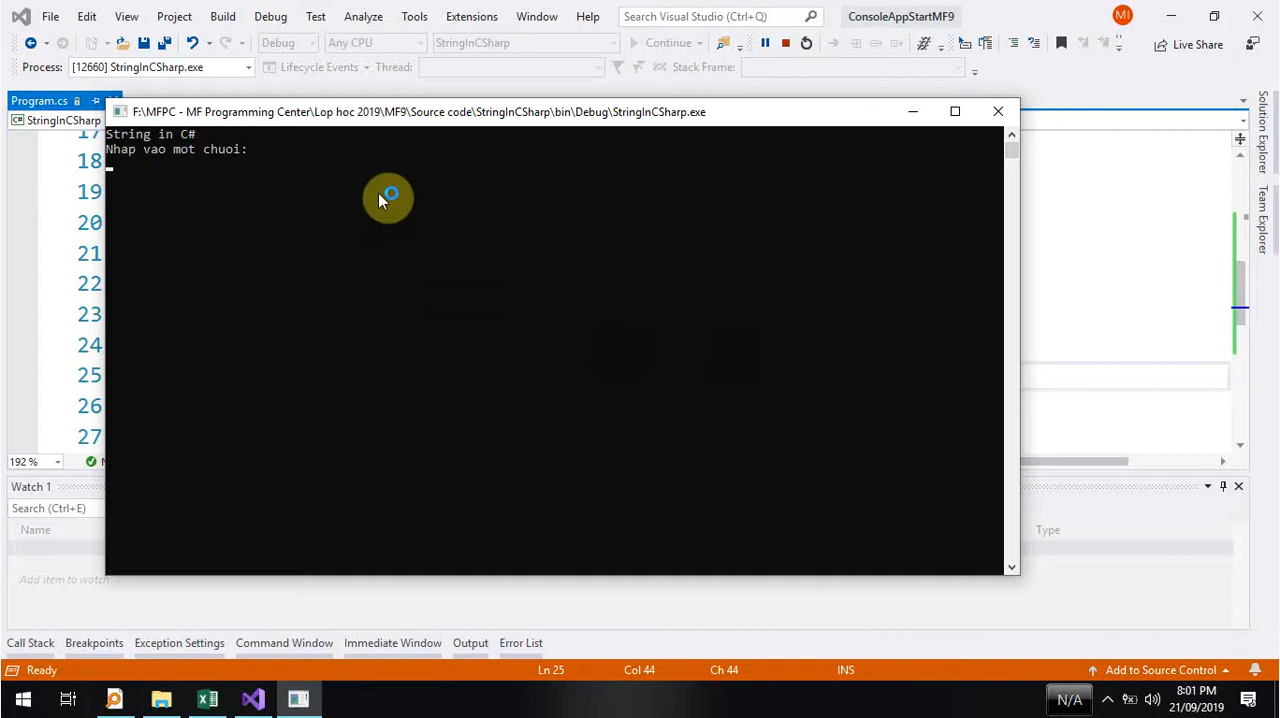 File Edit View Project Build Debug Test Analyze Tools Extensions Window Help Search Visual Studio (Ctrl+Q) ConsoleAppStartMF9 MI
Debug Any CPU StringInCSharp Continue Live Share
Process: [12660] StringInCSharp.exe Lifecycle Events Thread: Stack Frame:
Program.cs
F:\MFPC - MF Programming Center\Lop hoc 2019\MF9\Source code\StringInCSharp\bin\Debug\StringInCSharp.exe
StringInCSharp
String in C#
Nhap vao mot chuoi:
17
18
19
20
21
22
23
24
25
26
27
192 %
Solution Explorer
Team Explorer
Watch 1
Search (Ctrl+E)
Name Type
Add item to watch
Call Stack Breakpoints Exception Settings Command Window Immediate Window Output Error List
Ready Ln 25 Col 44 Ch 44 INS Add to Source Control
N/A 8:01 PM
21/09/2019